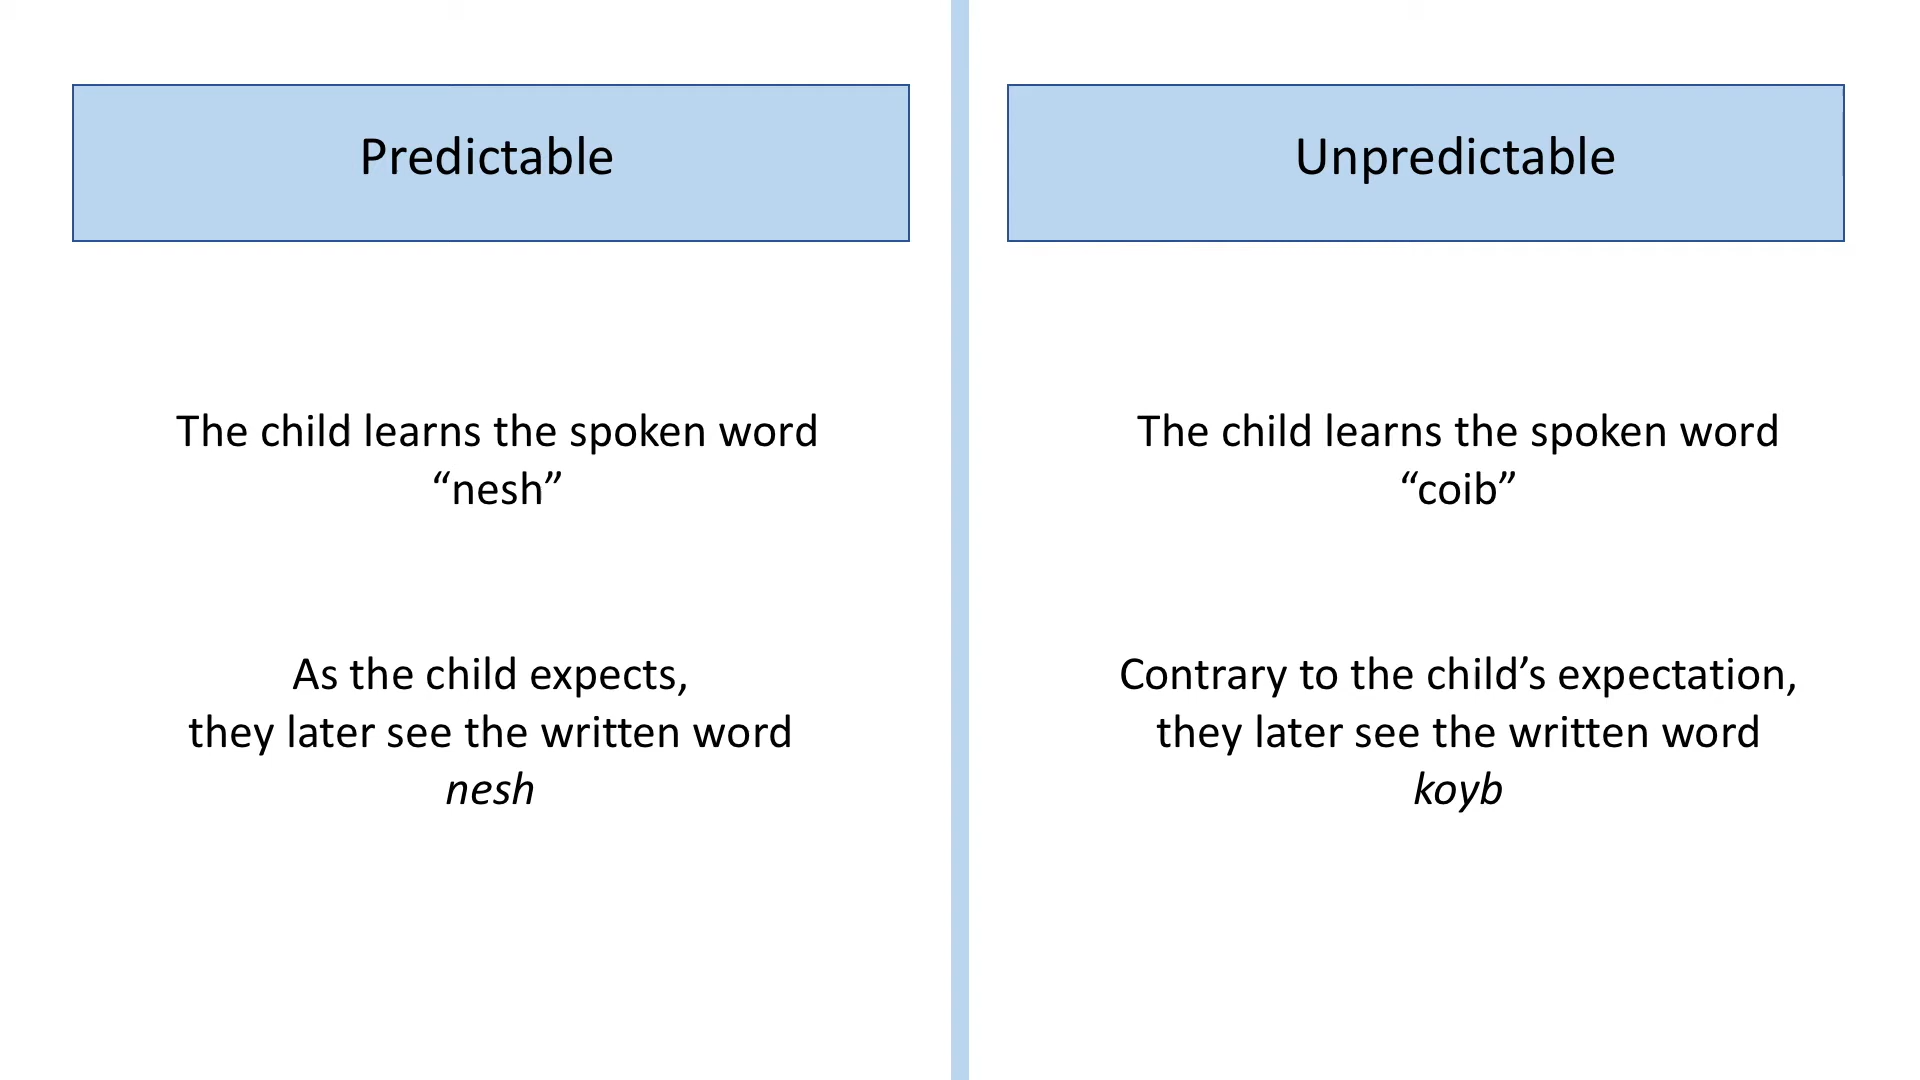 Predictable
The child learns the spoken word
“nesh”
As the child expects,
they later see the written word
nesh
Unpredictable
The child learns the spoken word
“coib”
Contrary to the child’s expectation,
they later see the written word
koyb